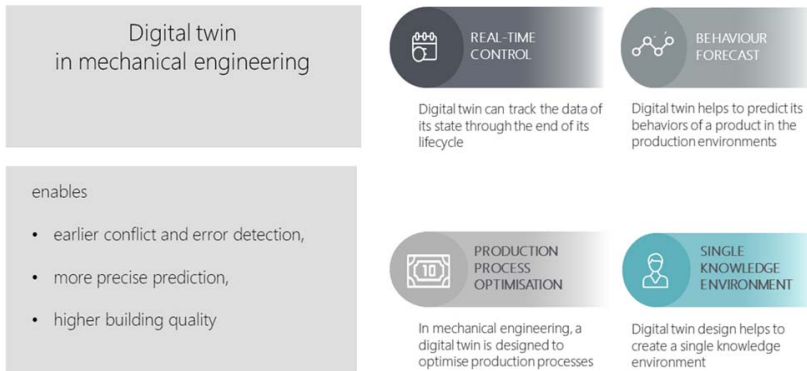 Digital twin
in mechanical engineering
enables
• earlier conflict and error detection,
• more precise prediction,
• higher building quality
REAL-TIME
CONTROL
Digital twin can track the data of
its state through the end of its
lifecycle
BEHAVIOUR
FORECAST
Digital twin helps to predict its
behaviors of a product in the
production environments
10
PRODUCTION
PROCESS
OPTIMISATION
In mechanical engineering, a
digital twin is designed to
optimise production processes
SINGLE
KNOWLEDGE
ENVIRONMENT
Digital twin design helps to
create a single knowledge
environment